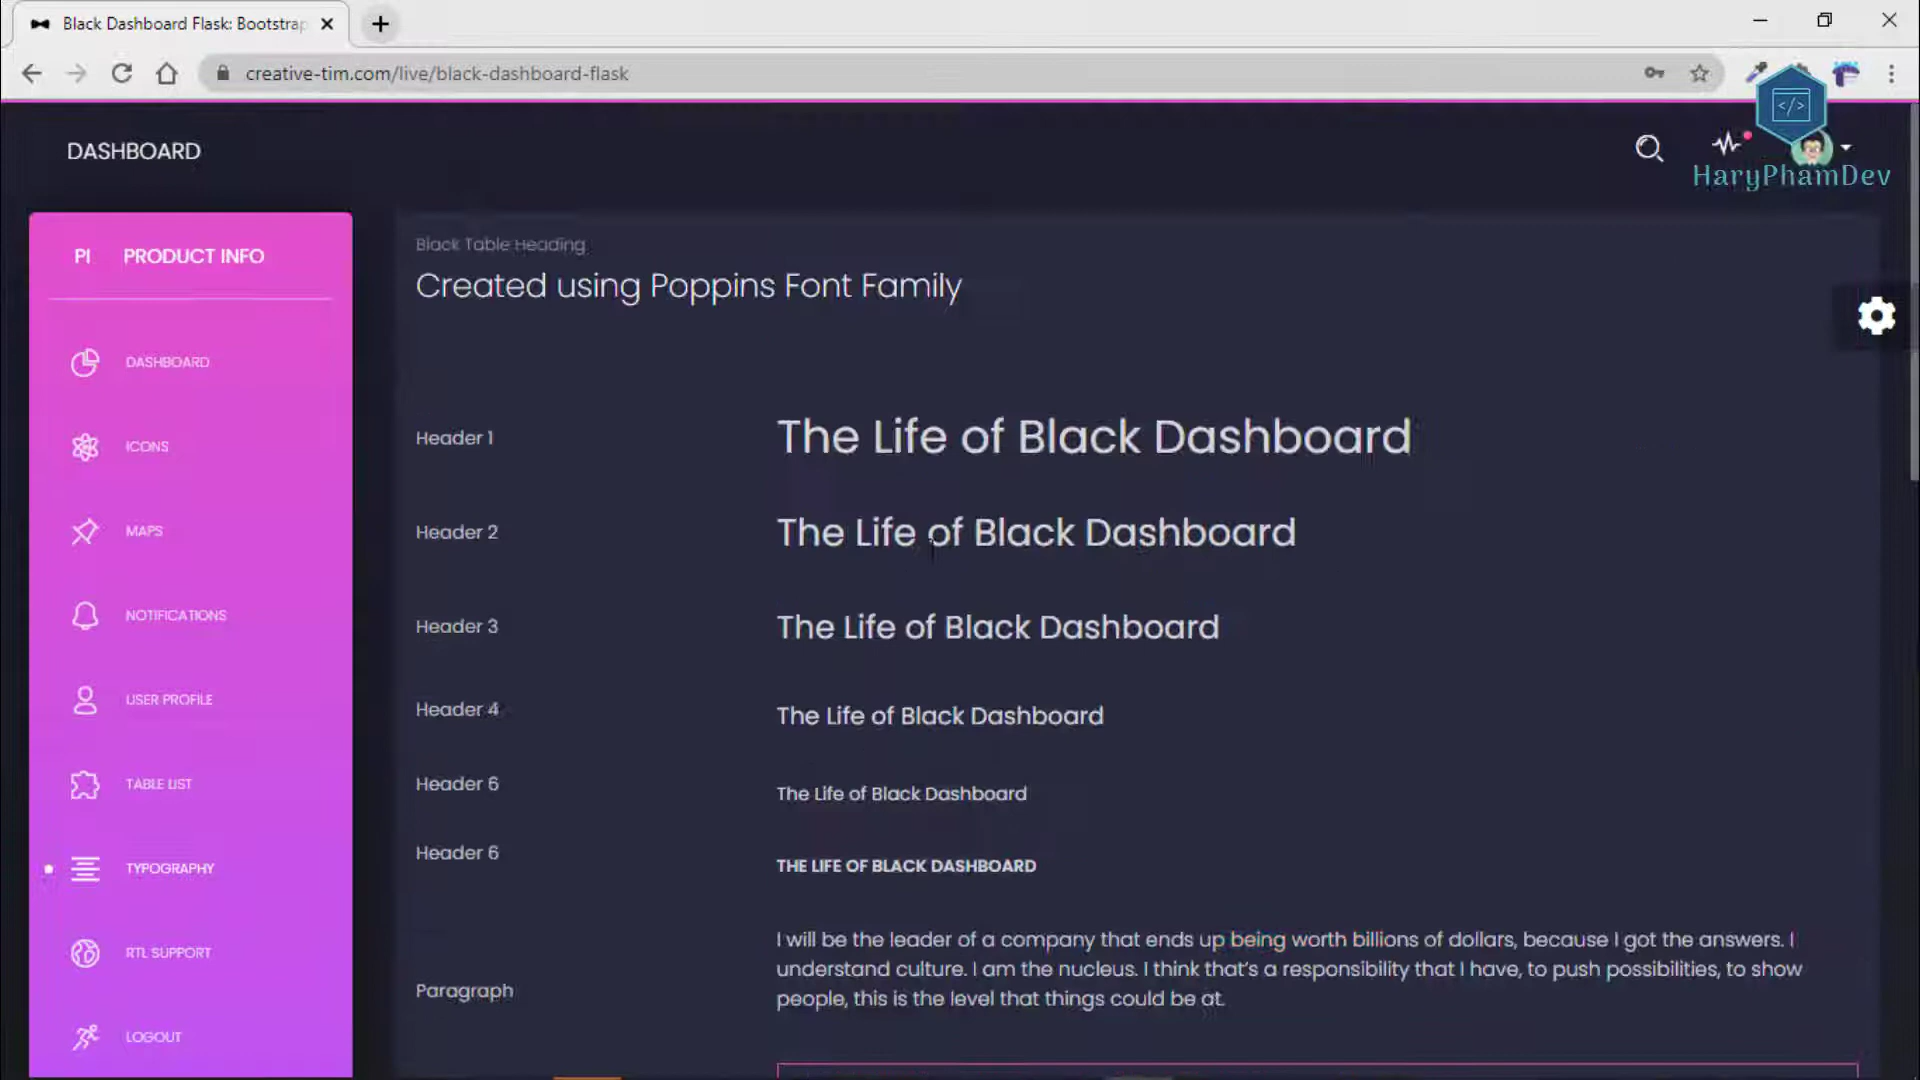 Black Dashboard Flask: Bootstrap
creative-tim.com/live/black-dashboard-flask
</>
HaryPhamDev
DASHBOARD
PI PRODUCT INFO
DASHBOARD
ICONS
MAPS
NOTIFICATIONS
USER PROFILE
TABLE LIST
TYPOGRAPHY
RTL SUPPORT
LOGOUT
Black Table Heading
Created using Poppins Font Family
Header 1 The Life of Black Dashboard
Header 2 The Life of Black Dashboard
Header 3 The Life of Black Dashboard
Header 4 The Life of Black Dashboard
Header 6 The Life of Black Dashboard
Header 6 THE LIFE OF BLACK DASHBOARD
Paragraph
I will be the leader of a company that ends up being worth billions of dollars, because I got the answers. I
understand culture. I am the nucleus. I think that's a responsibility that I have, to push possibilities, to show
people, this is the level that things could be at.